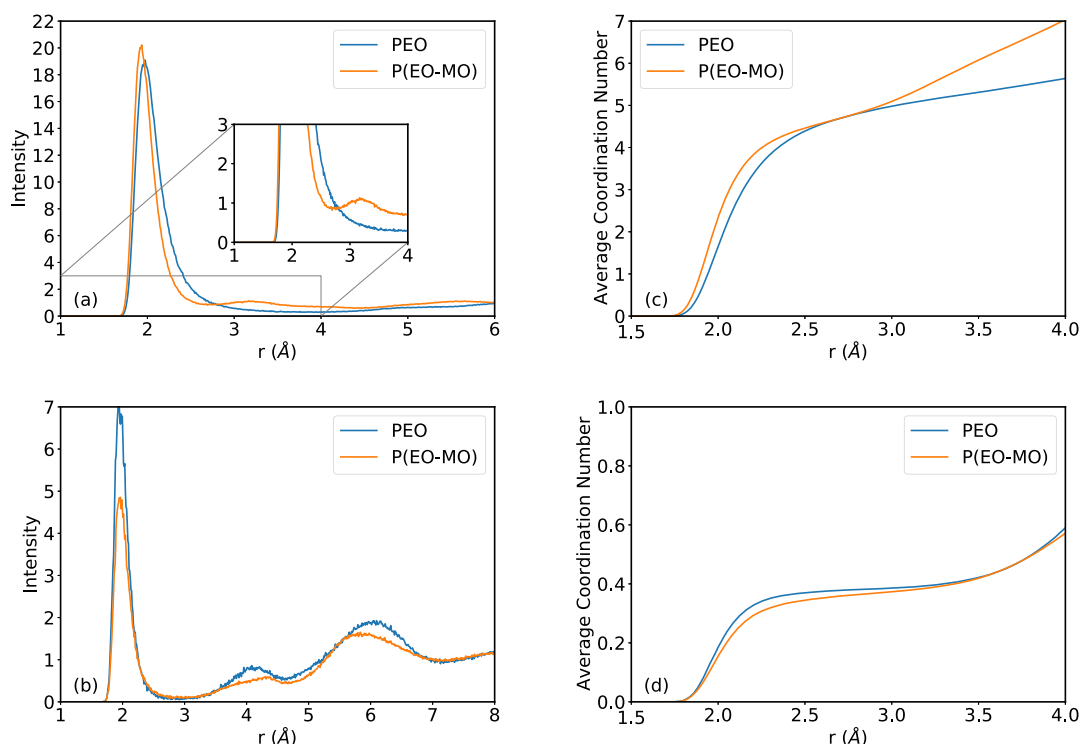 22
20
18
16
14
12
10
8
6
4
2
0
Intensity
PEO
P(EO-MO)
3
2
1
0
1 2 3 4
(a)
1 2 3 4 5 6
r (Å)
7
6
5
4
3
2
1
0
Average Coordination Number
PEO
P(EO-MO)
(c)
1.5 2.0 2.5 3.0 3.5 4.0
r (Å)
7
6
5
4
3
2
1
0
Intensity
PEO
P(EO-MO)
(b)
1 2 3 4 5 6 7 8
r (Å)
1.0
0.8
0.6
0.4
0.2
0.0
Average Coordination Number
PEO
P(EO-MO)
(d)
1.5 2.0 2.5 3.0 3.5 4.0
r (Å)